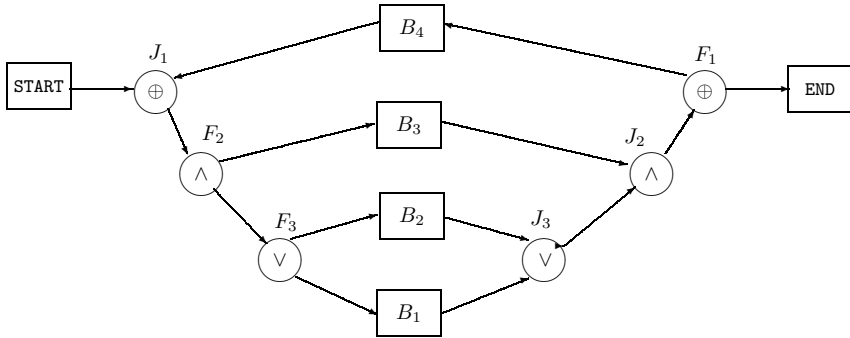 B₄
J₁
F₁
START
⊕
⊕
END
F₂
B₃
J₂
∧
∧
F₃
B₂
J₃
∨
∨
B₁